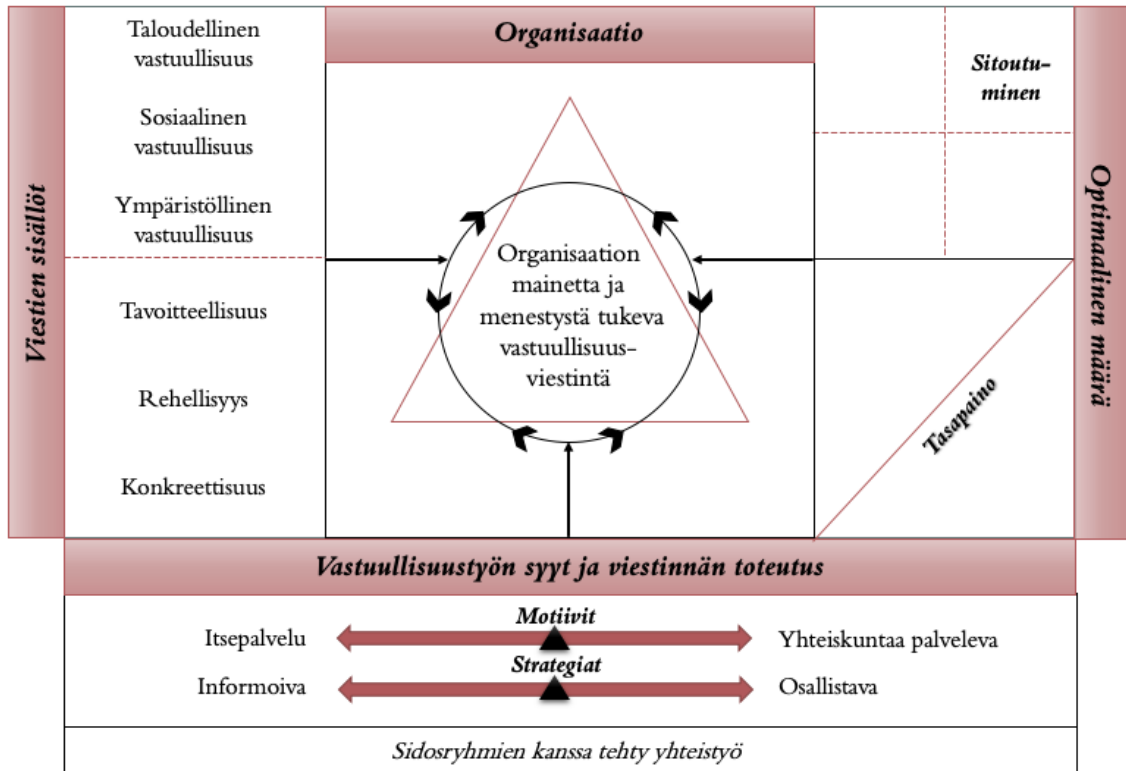 Viestien sisällöt
Taloudellinen
vastuullisuus
Sosiaalinen
vastuullisuus
Ympäristöllinen
vastuullisuus
Tavoitteellisuus
Rehellisyys
Konkreettisuus
Organisaatio
Organisaation
mainetta ja
menestystä tukeva
vastuullisuus-
viestintä
Sitoutu-
minen
Tasapaino
Optimaalinen määrä
Vastuullisuustyön syyt ja viestinnän toteutus
Motiivit
Itsepalvelu
Yhteiskuntaa palveleva
Strategiat
Informoiva
Osallistava
Sidosryhmien kanssa tehty yhteistyö